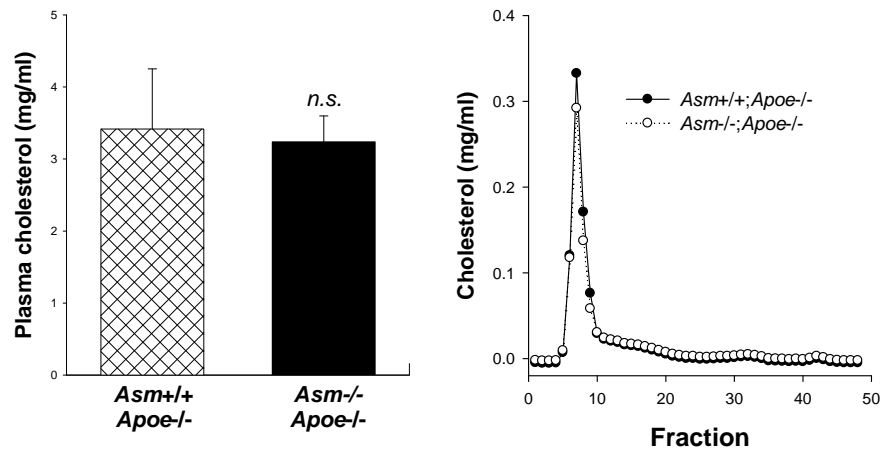 Plasma cholesterol (mg/ml)
5
4
3
2
1
0
n.s.
Asm+/+
Apoe-/-
Asm-/-
Apoe-/-
Cholesterol (mg/ml)
0.4
0.3
0.2
0.1
0.0
Asm+/+;Apoe-/-
Asm-/-;Apoe-/-
0 10 20 30 40 50
Fraction